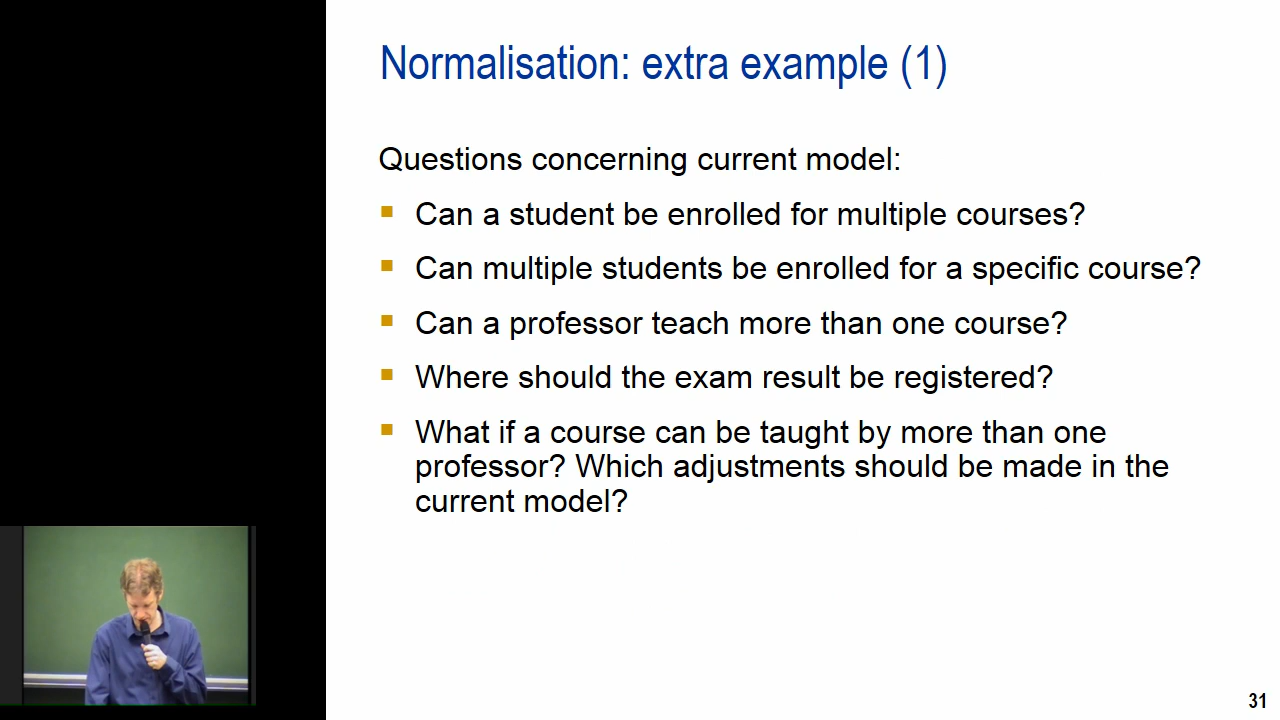 Normalisation: extra example (1)
Questions concerning current model:
Can a student be enrolled for multiple courses?
Can multiple students be enrolled for a specific course?
Can a professor teach more than one course?
Where should the exam result be registered?
What if a course can be taught by more than one
professor? Which adjustments should be made in the
current model?
31